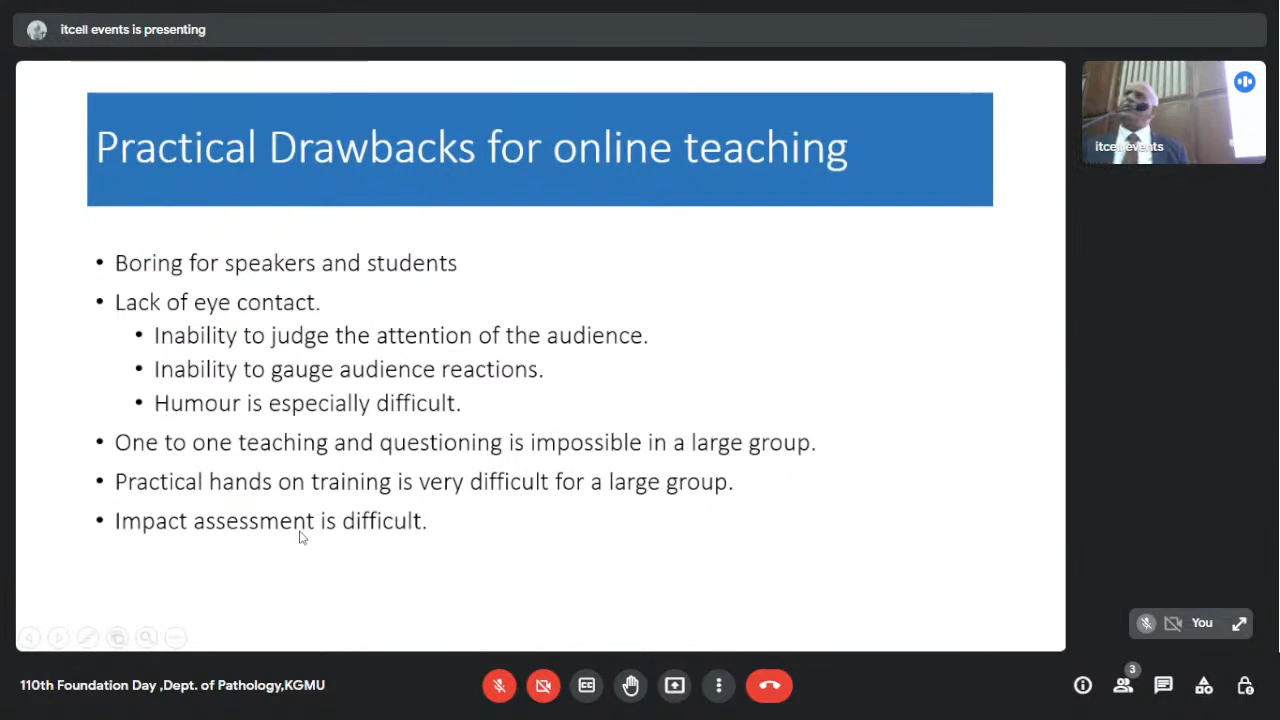 itcell events is presenting
Practical Drawbacks for online teaching
• Boring for speakers and students
• Lack of eye contact.
• Inability to judge the attention of the audience.
• Inability to gauge audience reactions.
• Humour is especially difficult.
• One to one teaching and questioning is impossible in a large group.
• Practical hands on training is very difficult for a large group.
• Impact assessment is difficult.
itcell events
You
110th Foundation Day ,Dept. of Pathology,KGMU
CC
3